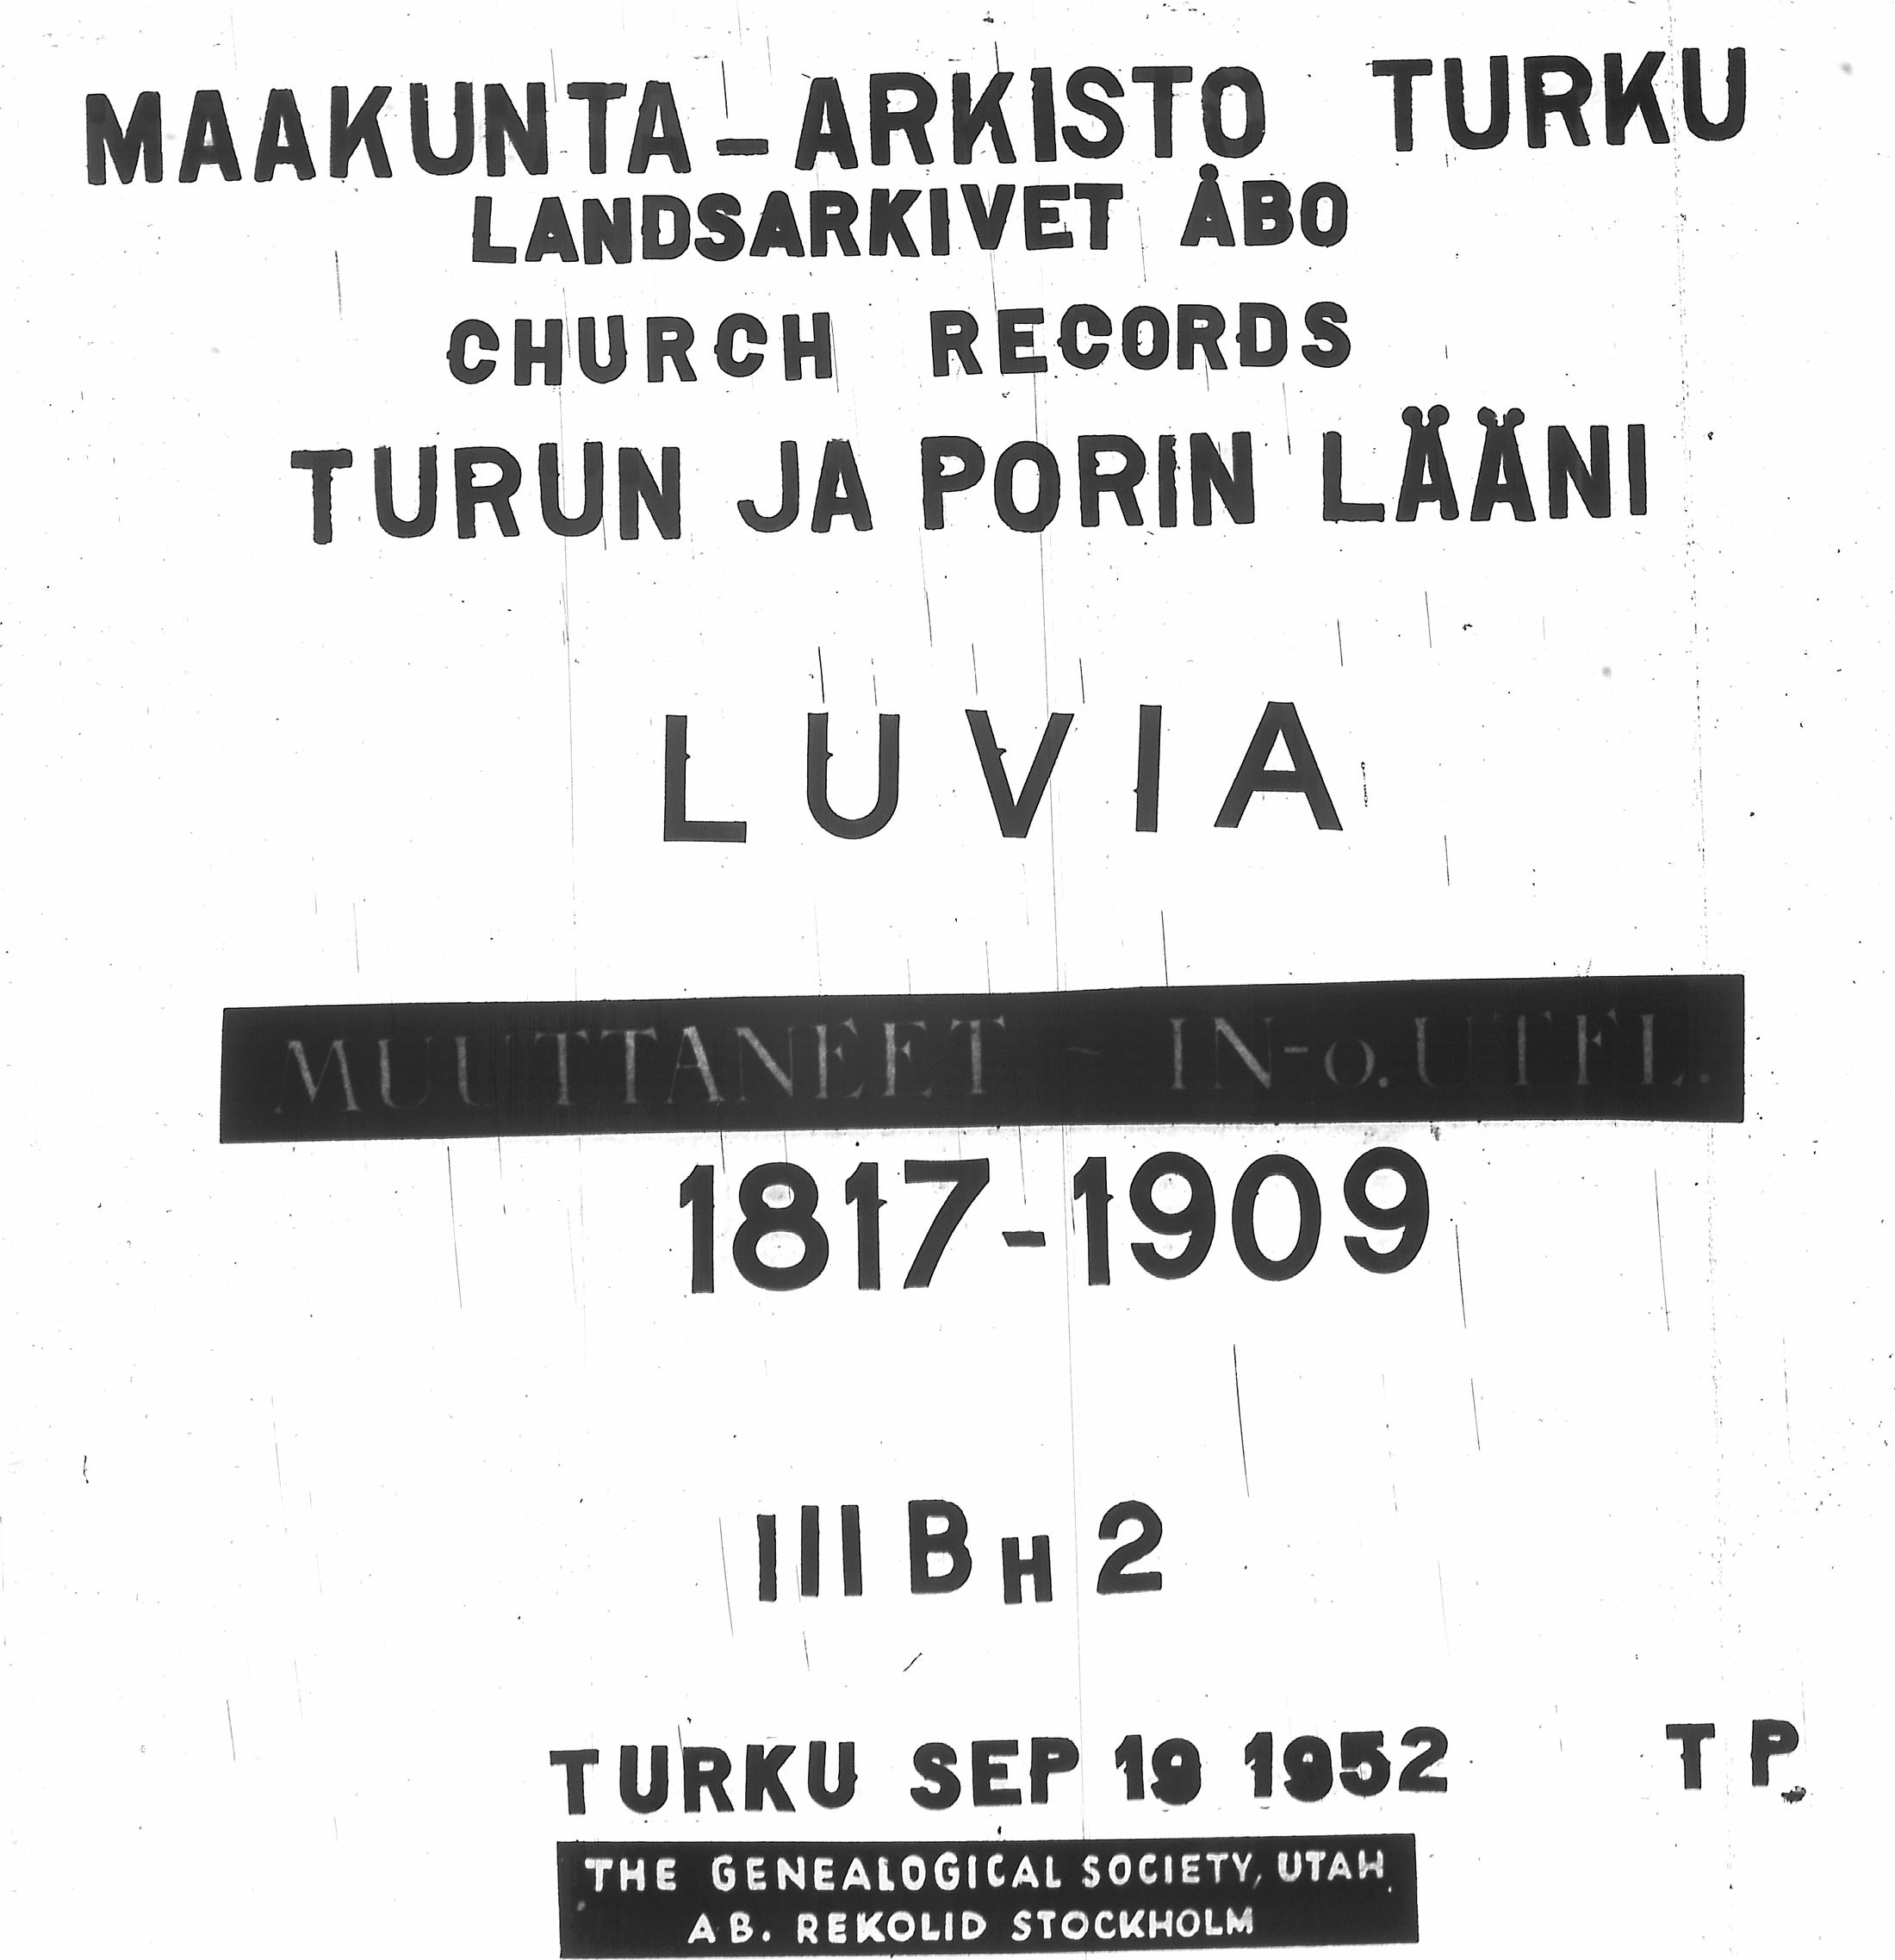 MAAKUNTA-ARKISTO TURKU
LANDSARKIVET ÅBO
CHURCH RECORDS
TURUN JA PORIN LÄÄNI
LUVIA
MUUTTANEET - IN-o. UTFL.
1817-1909
III BH 2
TURKU SEP 19 1952 TP
THE GENEALOGICAL SOCIETY, UTAH
AB. REKOLID STOCKHOLM